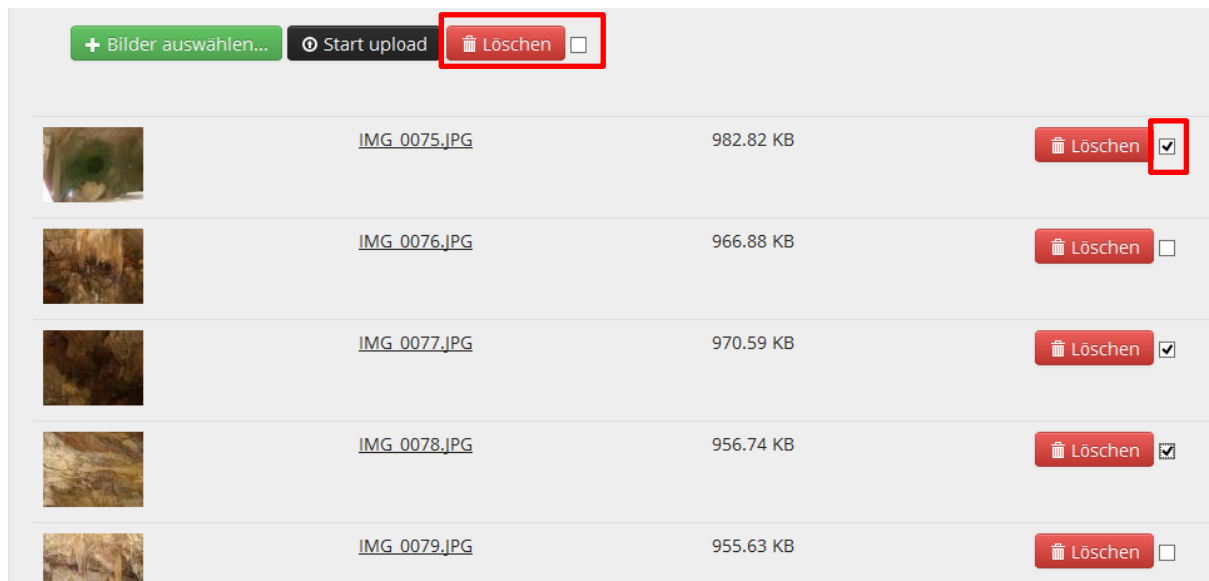 Bilder auswählen... Start upload Löschen
IMG_0075.JPG 982.82 KB Löschen
IMG_0076.JPG 966.88 KB Löschen
IMG_0077.JPG 970.59 KB Löschen
IMG_0078.JPG 956.74 KB Löschen
IMG_0079.JPG 955.63 KB Löschen